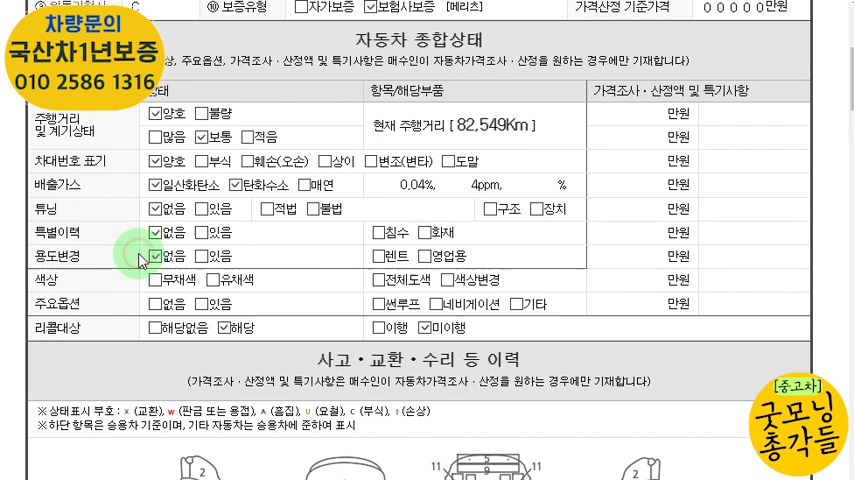 ⑩ 보증유형 □자가보증 ☑보험사보증 [메리츠] 가격산정 기준가격 00000만원
차량문의
국산차1년보증
010 2586 1316
자동차 종합상태
상, 주요옵션, 가격조사·산정액 및 특기사항은 매수인이 자동차가격조사·산정을 원하는 경우에만 기재합니다)
상태 항목/해당부품 가격조사·산정액 및 특기사항
주행거리 및 계기상태 ☑양호 □불량 현재 주행거리 [ 82,549Km ] 만원
□많음 ☑보통 □적음 만원
차대번호 표기 ☑양호 □부식 □훼손(오손) □상이 □변조(변타) □도말 만원
배출가스 ☑일산화탄소 ☑탄화수소 □매연 0.04%, 4ppm, % 만원
튜닝 ☑없음 □있음 □적법 □불법 □구조 □장치 만원
특별이력 ☑없음 □있음 □침수 □화재 만원
용도변경 ☑없음 □있음 □렌트 □영업용 만원
색상 □무채색 □유채색 □전체도색 □색상변경 만원
주요옵션 □없음 □있음 □썬루프 □네비게이션 □기타 만원
리콜대상 □해당없음 ☑해당 □이행 ☑미이행
사고·교환·수리 등 이력
(가격조사·산정액 및 특기사항은 매수인이 자동차가격조사·산정을 원하는 경우에만 기재합니다)
※상태표시 부호 : X (교환), W (판금 또는 용접), A (흠집), U (요철), C (부식), T (손상)
※하단 항목은 승용차 기준이며, 기타 자동차는 승용차에 준하여 표시
[중고차]
굿모닝
총각들
2 11 5 9 11 2